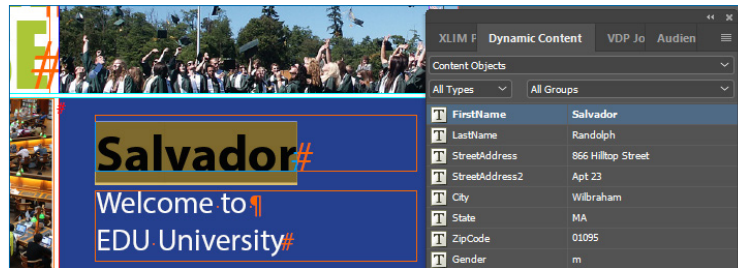 E#
#
Salvador#
Welcome to¶
EDU University#
XLIM P Dynamic Content VDP Jo Audien
Content Objects
All Types All Groups
FirstName Salvador
LastName Randolph
StreetAddress 866 Hilltop Street
StreetAddress2 Apt 23
City Wilbraham
State MA
ZipCode 01095
Gender m